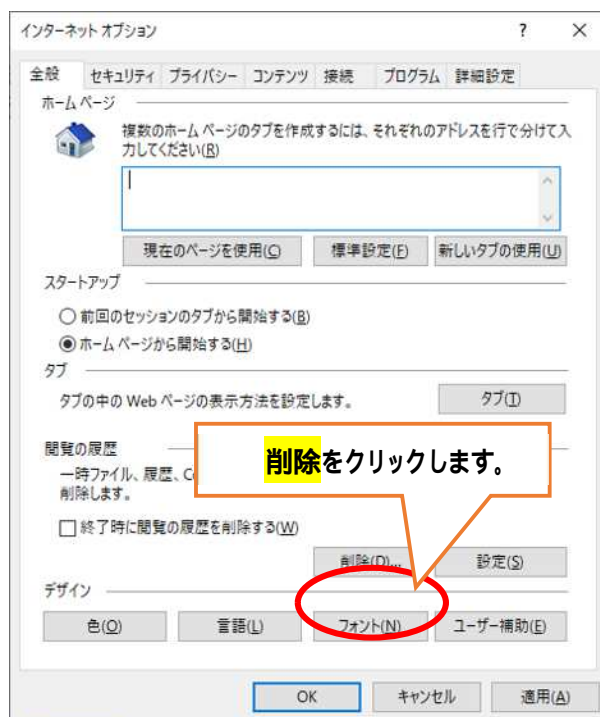 インターネット オプション ? ×
全般 セキュリティ プライバシー コンテンツ 接続 プログラム 詳細設定
ホーム ページ
複数のホーム ページのタブを作成するには、それぞれのアドレスを行で分けて入
力してください(R)
現在のページを使用(C) 標準設定(F) 新しいタブの使用(U)
スタートアップ
前回のセッションのタブから開始する(B)
ホーム ページから開始する(H)
タブ
タブの中の Web ページの表示方法を設定します。 タブ(T)
閲覧の履歴
一時ファイル、履歴、
削除します。
削除をクリックします。
終了時に閲覧の履歴を削除する(W)
削除(D)... 設定(S)
デザイン
色(O) 言語(L) フォント(N) ユーザー補助(E)
OK キャンセル 適用(A)